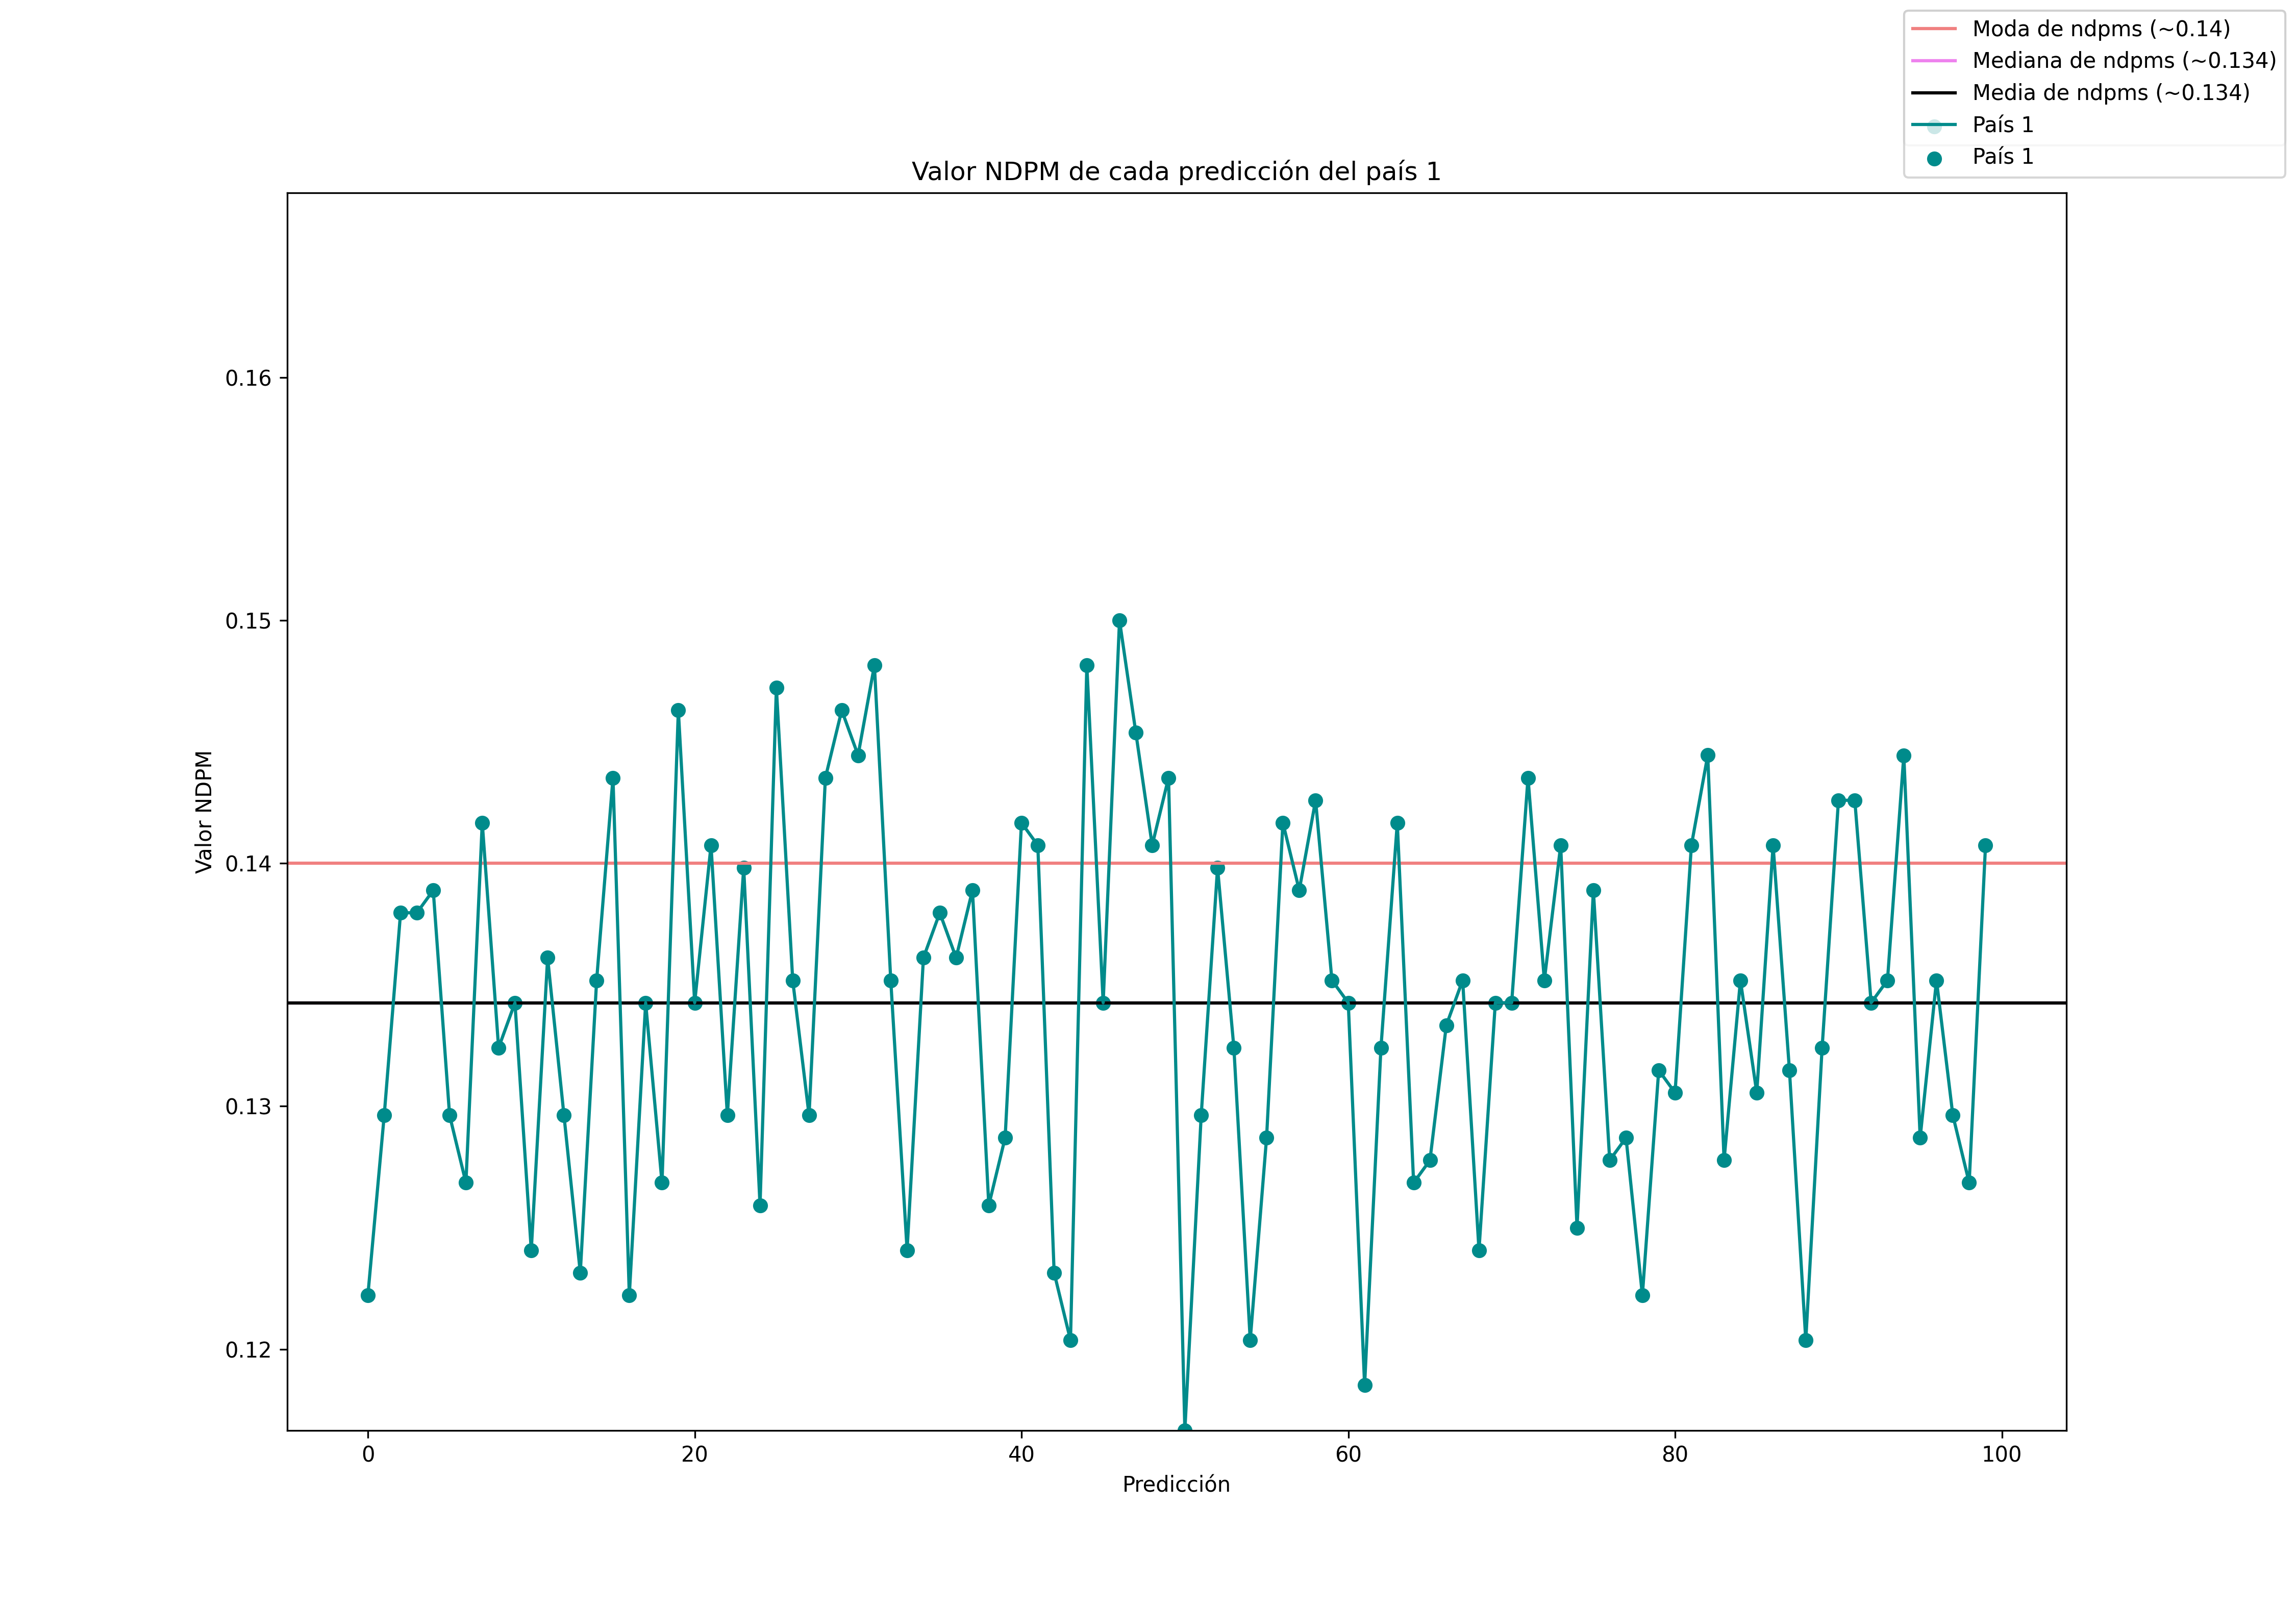 Moda de ndpms (~0.14)
Mediana de ndpms (~0.134)
Media de ndpms (~0.134)
País 1
País 1
Valor NDPM de cada predicción del país 1
Valor NDPM
0.16
0.15
0.14
0.13
0.12
0
20
40
60
80
100
Predicción